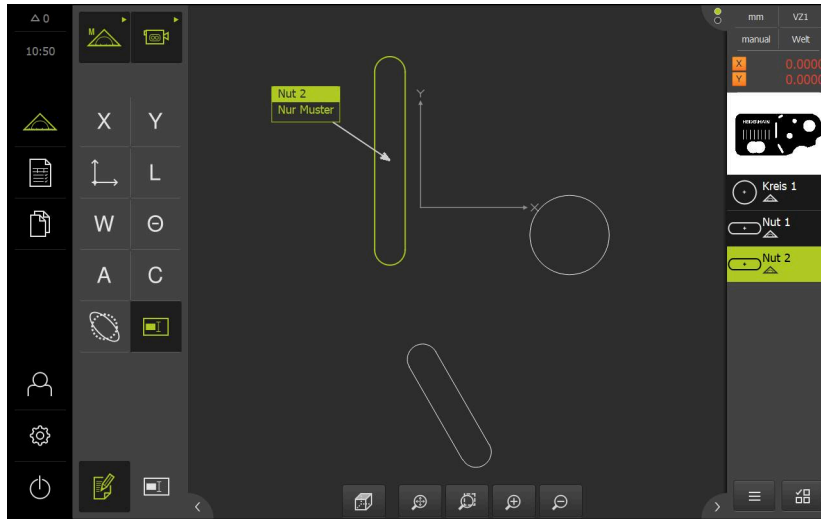 △ 0
10:50
M
X Y
L
W Θ
A C
Nut 2
Nur Muster
Y
X
mm VZ1
manual Welt
X 0.0000
Y 0.0000
HEIDENHAIN
Kreis 1
Nut 1
Nut 2